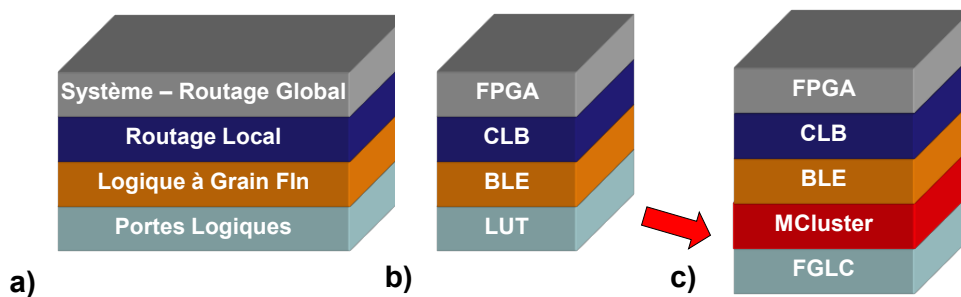 Système – Routage Global
Routage Local
Logique à Grain FIn
Portes Logiques
a)
FPGA
CLB
BLE
LUT
b)
FPGA
CLB
BLE
MCluster
FGLC
c)